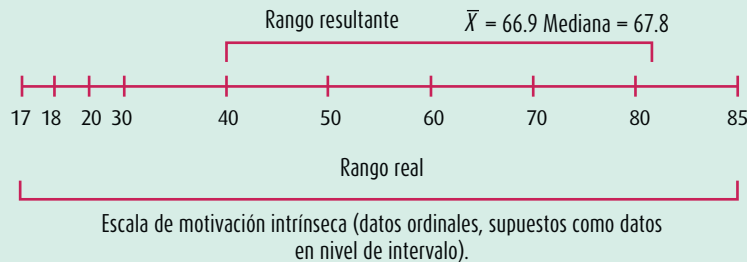 Rango resultante X̅ = 66.9 Mediana = 67.8
17 18 20 30 40 50 60 70 80 85
Rango real
Escala de motivación intrínseca (datos ordinales, supuestos como datos
en nivel de intervalo).